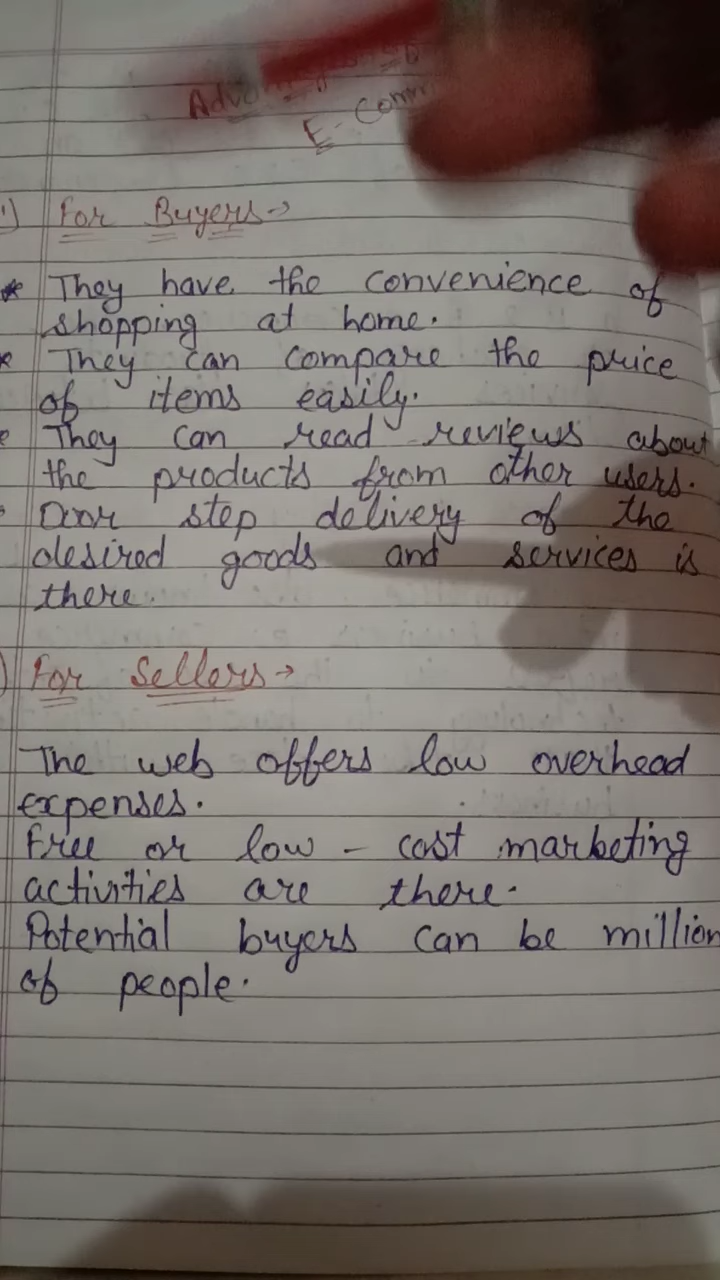 E-Comm
1) For Buyers→
* They have the convenience of
shopping at home.
* They can compare the price
of items easily.
They can read reviews about
the products from other users.
Door step delivery of the
desired goods and services is
there.
) For Sellers→
The web offers low overhead
expenses.
Free or low - cost marketing
activities are there.
Potential buyers can be million
of people.